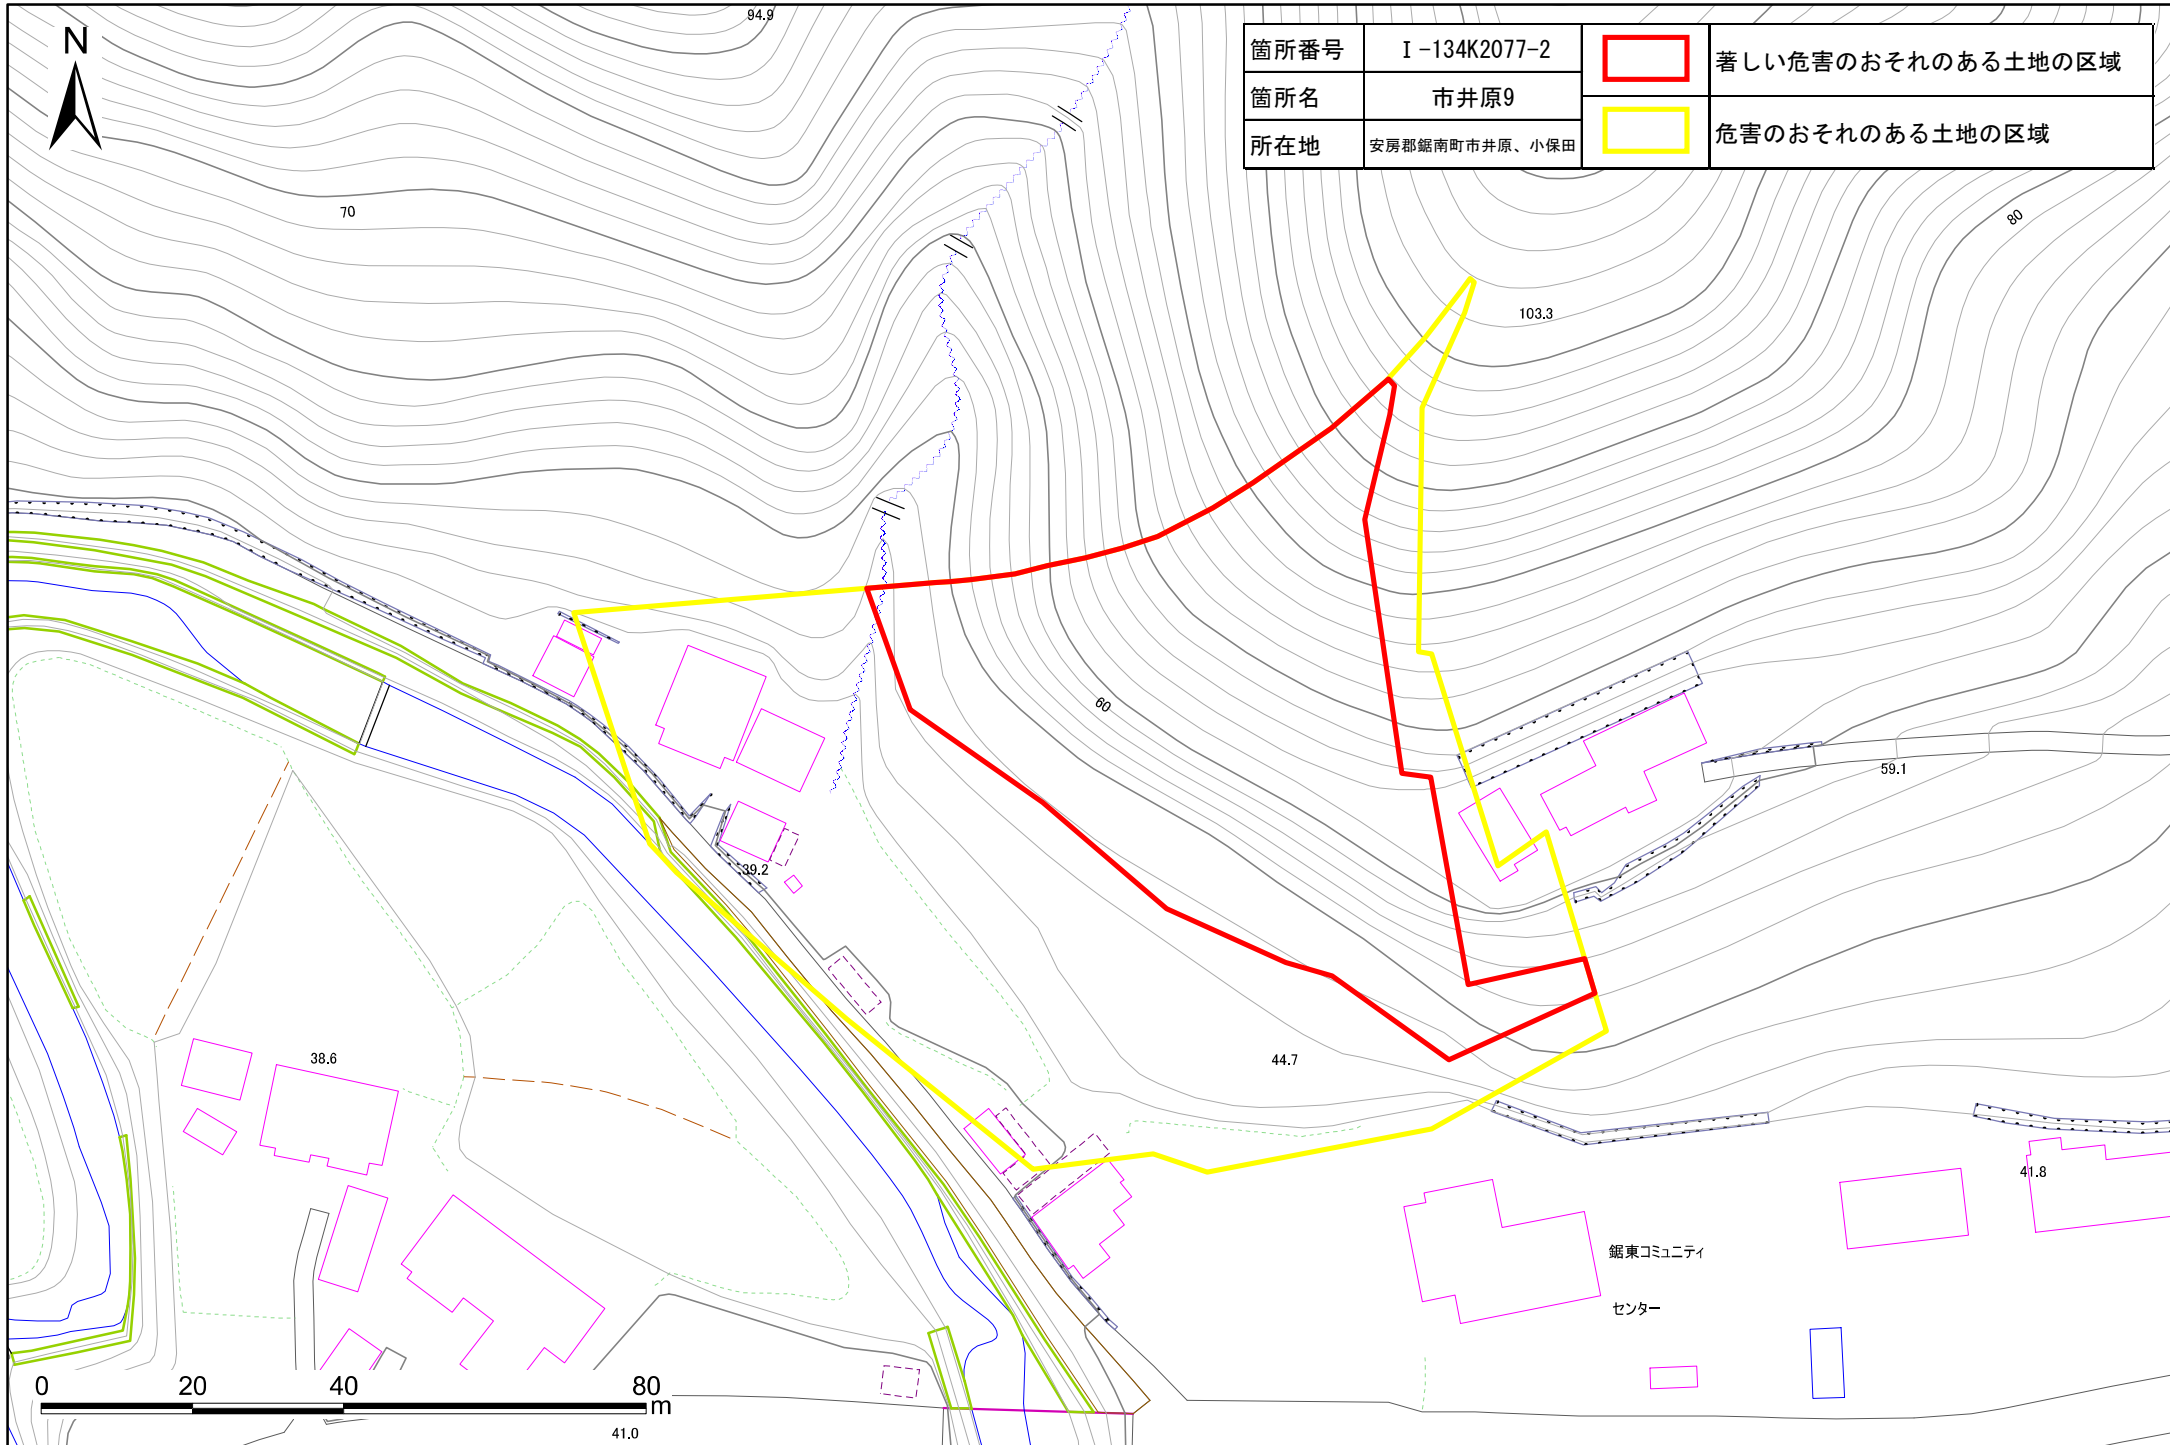 94.9
N
箇所番号 Ⅰ-134K2077-2 著しい危害のおそれのある土地の区域
箇所名 市井原9
危害のおそれのある土地の区域
所在地 安房郡鋸南町市井原、小保田
70
80
103.3
60
59.1
39.2
38.6
44.7
41.8
鋸東コミュニティ
センター
0 20 40 80
m
41.0